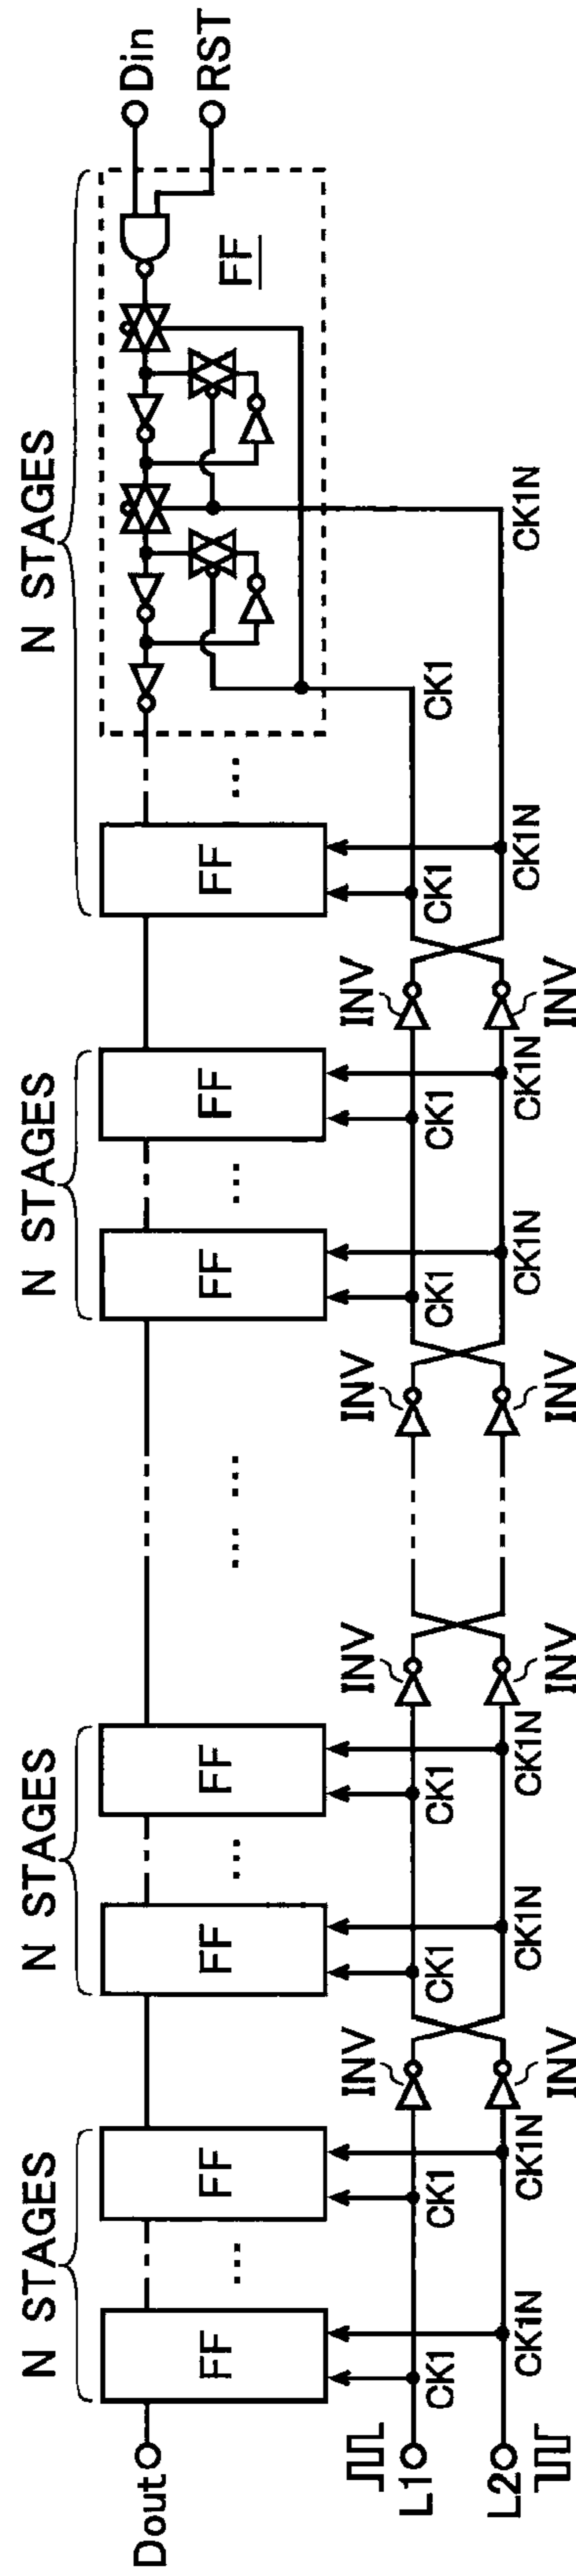 N STAGES
N STAGES
N STAGES
N STAGES
Dout
FF
...
FF
FF
...
FF
... ...
FF
...
FF
FF
...
FF
Din
RST
L1
CK1
CK1
INV
CK1
CK1
INV
INV
CK1
CK1
INV
CK1
CK1
L2
CK1N
CK1N
INV
CK1N
CK1N
INV
INV
CK1N
CK1N
INV
CK1N
CK1N